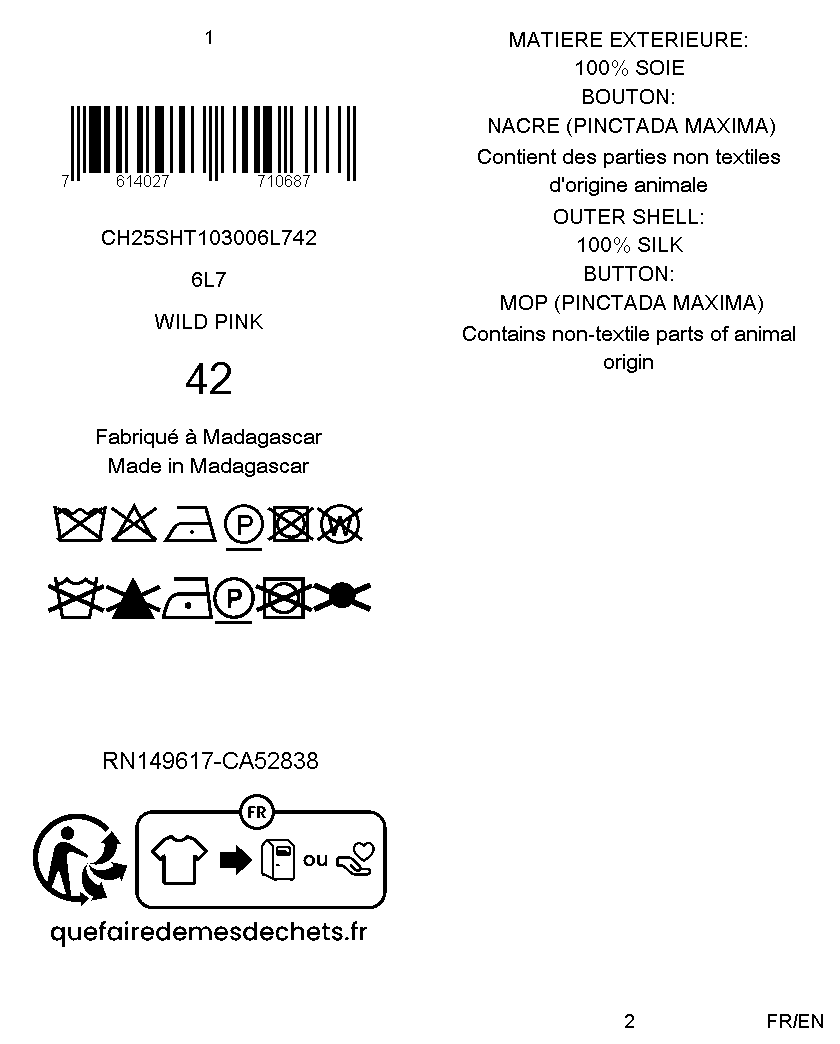 1
7 614027 710687
CH25SHT103006L742
6L7
WILD PINK
42
Fabriqué à Madagascar
Made in Madagascar
P W
P
RN149617-CA52838
FR
ou
quefairedemesdechets.fr
MATIERE EXTERIEURE:
100% SOIE
BOUTON:
NACRE (PINCTADA MAXIMA)
Contient des parties non textiles
d'origine animale
OUTER SHELL:
100% SILK
BUTTON:
MOP (PINCTADA MAXIMA)
Contains non-textile parts of animal
origin
2
FR/EN